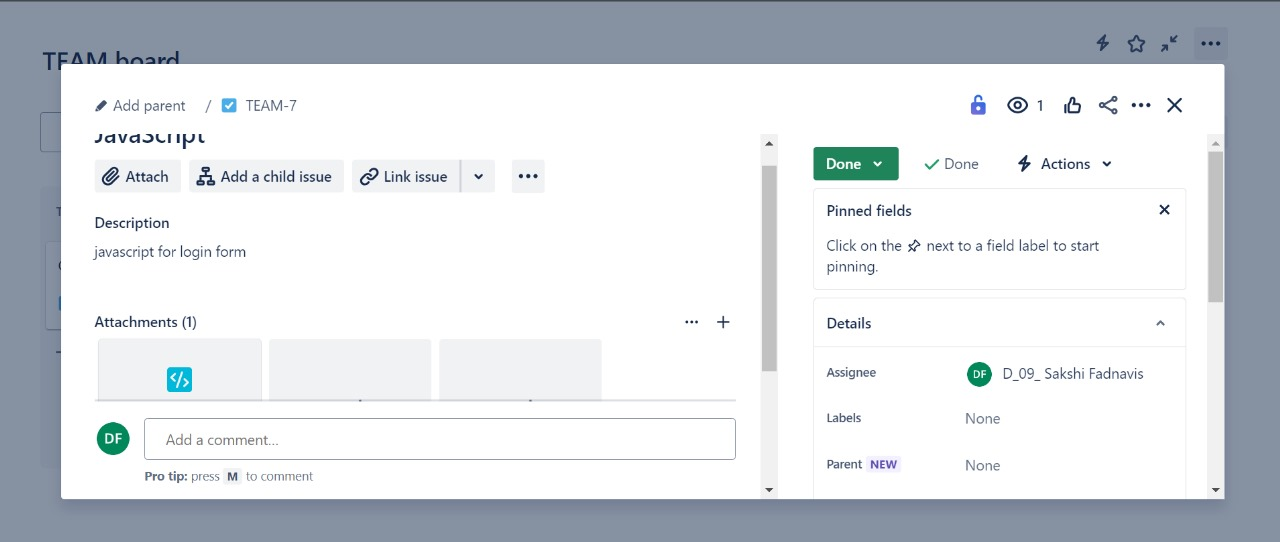 TEAM board
Add parent / TEAM-7
1
JavaScript
Attach
Add a child issue
Link issue
Done
Done
Actions
Description
javascript for login form
Pinned fields
Click on the next to a field label to start
pinning.
Attachments (1)
Details
Assignee
DF
D_09_ Sakshi Fadnavis
Labels
None
Parent NEW
None
DF
Add a comment...
Pro tip: press M to comment